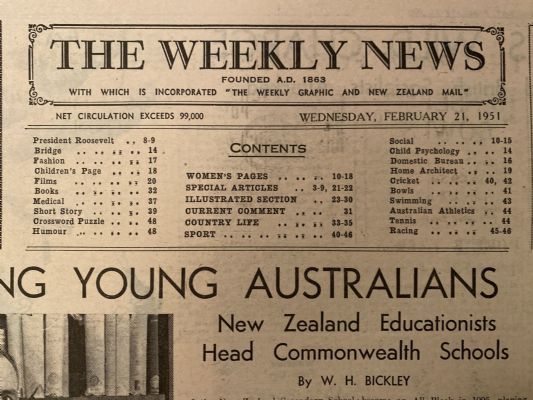 THE WEEKLY NEWS
FOUNDED A.D. 1863
WITH WHICH IS INCORPORATED "THE WEEKLY GRAPHIC AND NEW ZEALAND MAIL"
NET CIRCULATION EXCEEDS 99,000
WEDNESDAY, FEBRUARY 21, 1951
President Roosevelt .. 8-9
Bridge .. .. .. .. 14
Fashion .. .. .. .. 17
Children's Page .. .. 18
Films .. .. .. .. 20
Books .. .. .. .. 32
Medical .. .. .. .. 37
Short Story .. .. .. 39
Crossword Puzzle .. .. 48
Humour .. .. .. .. 48
CONTENTS
WOMEN'S PAGES .. .. .. 10-18
SPECIAL ARTICLES .. 3-9, 21-22
ILLUSTRATED SECTION .. 23-30
CURRENT COMMENT .. .. 31
COUNTRY LIFE .. .. .. 33-35
SPORT .. .. .. .. .. 40-46
Social .. .. .. 10-15
Child Psychology .. .. 14
Domestic Bureau .. .. 16
Home Architect .. .. 19
Cricket .. .. .. 40, 42
Bowls .. .. .. .. 41
Swimming .. .. .. 43
Australian Athletics .. 44
Tennis .. .. .. .. 44
Racing .. .. .. 45-46
NG YOUNG AUSTRALIANS
New Zealand Educationists
Head Commonwealth Schools
By W. H. BICKLEY